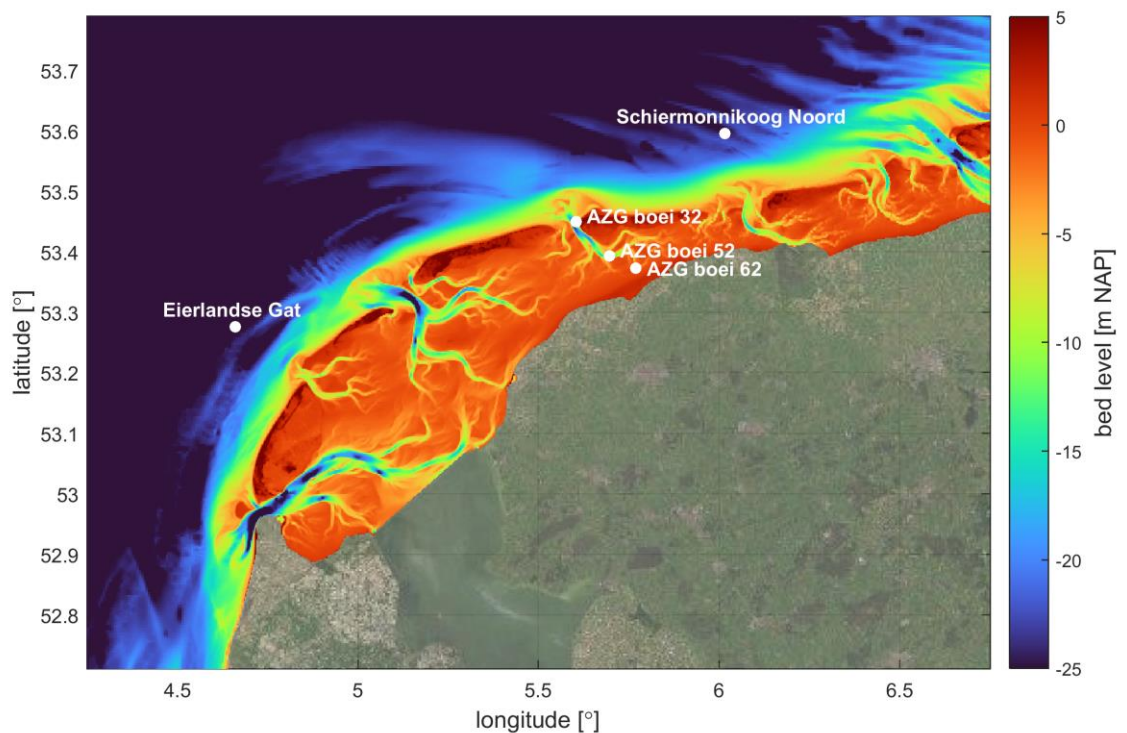 53.7
53.6
53.5
53.4
53.3
53.2
53.1
53
52.9
52.8
latitude [°]
Schiermonnikoog Noord
AZG boei 32
AZG boei 52
AZG boei 62
Eierlandse Gat
4.5
5
5.5
6
6.5
longitude [°]
5
0
-5
-10
-15
-20
-25
bed level [m NAP]